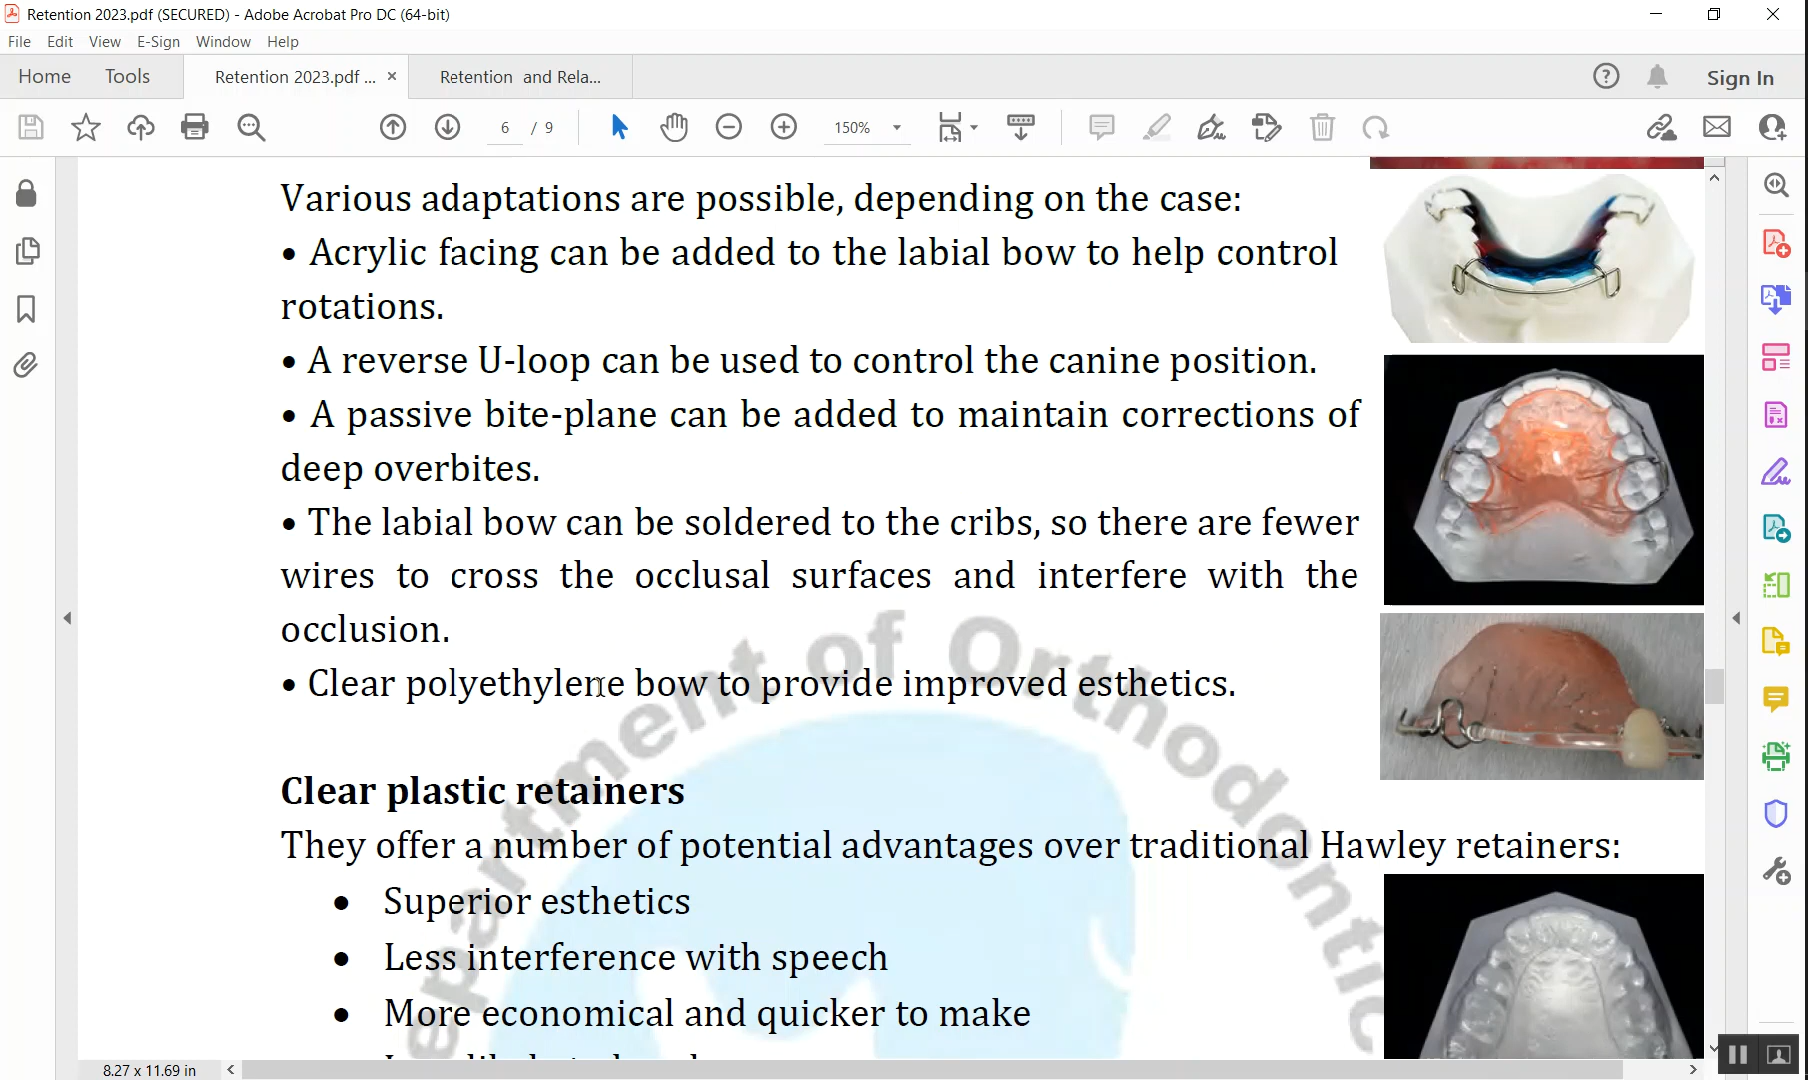 Retention 2023.pdf (SECURED) - Adobe Acrobat Pro DC (64-bit)
File Edit View E-Sign Window Help
Home Tools Retention 2023.pdf ... × Retention and Rela... Sign In
6 / 9 150%
Various adaptations are possible, depending on the case:
• Acrylic facing can be added to the labial bow to help control
rotations.
• A reverse U-loop can be used to control the canine position.
• A passive bite-plane can be added to maintain corrections of
deep overbites.
• The labial bow can be soldered to the cribs, so there are fewer
wires to cross the occlusal surfaces and interfere with the
occlusion.
• Clear polyethylene bow to provide improved esthetics.
epartment of Orthodontic
Clear plastic retainers
They offer a number of potential advantages over traditional Hawley retainers:
• Superior esthetics
• Less interference with speech
• More economical and quicker to make
8.27 x 11.69 in